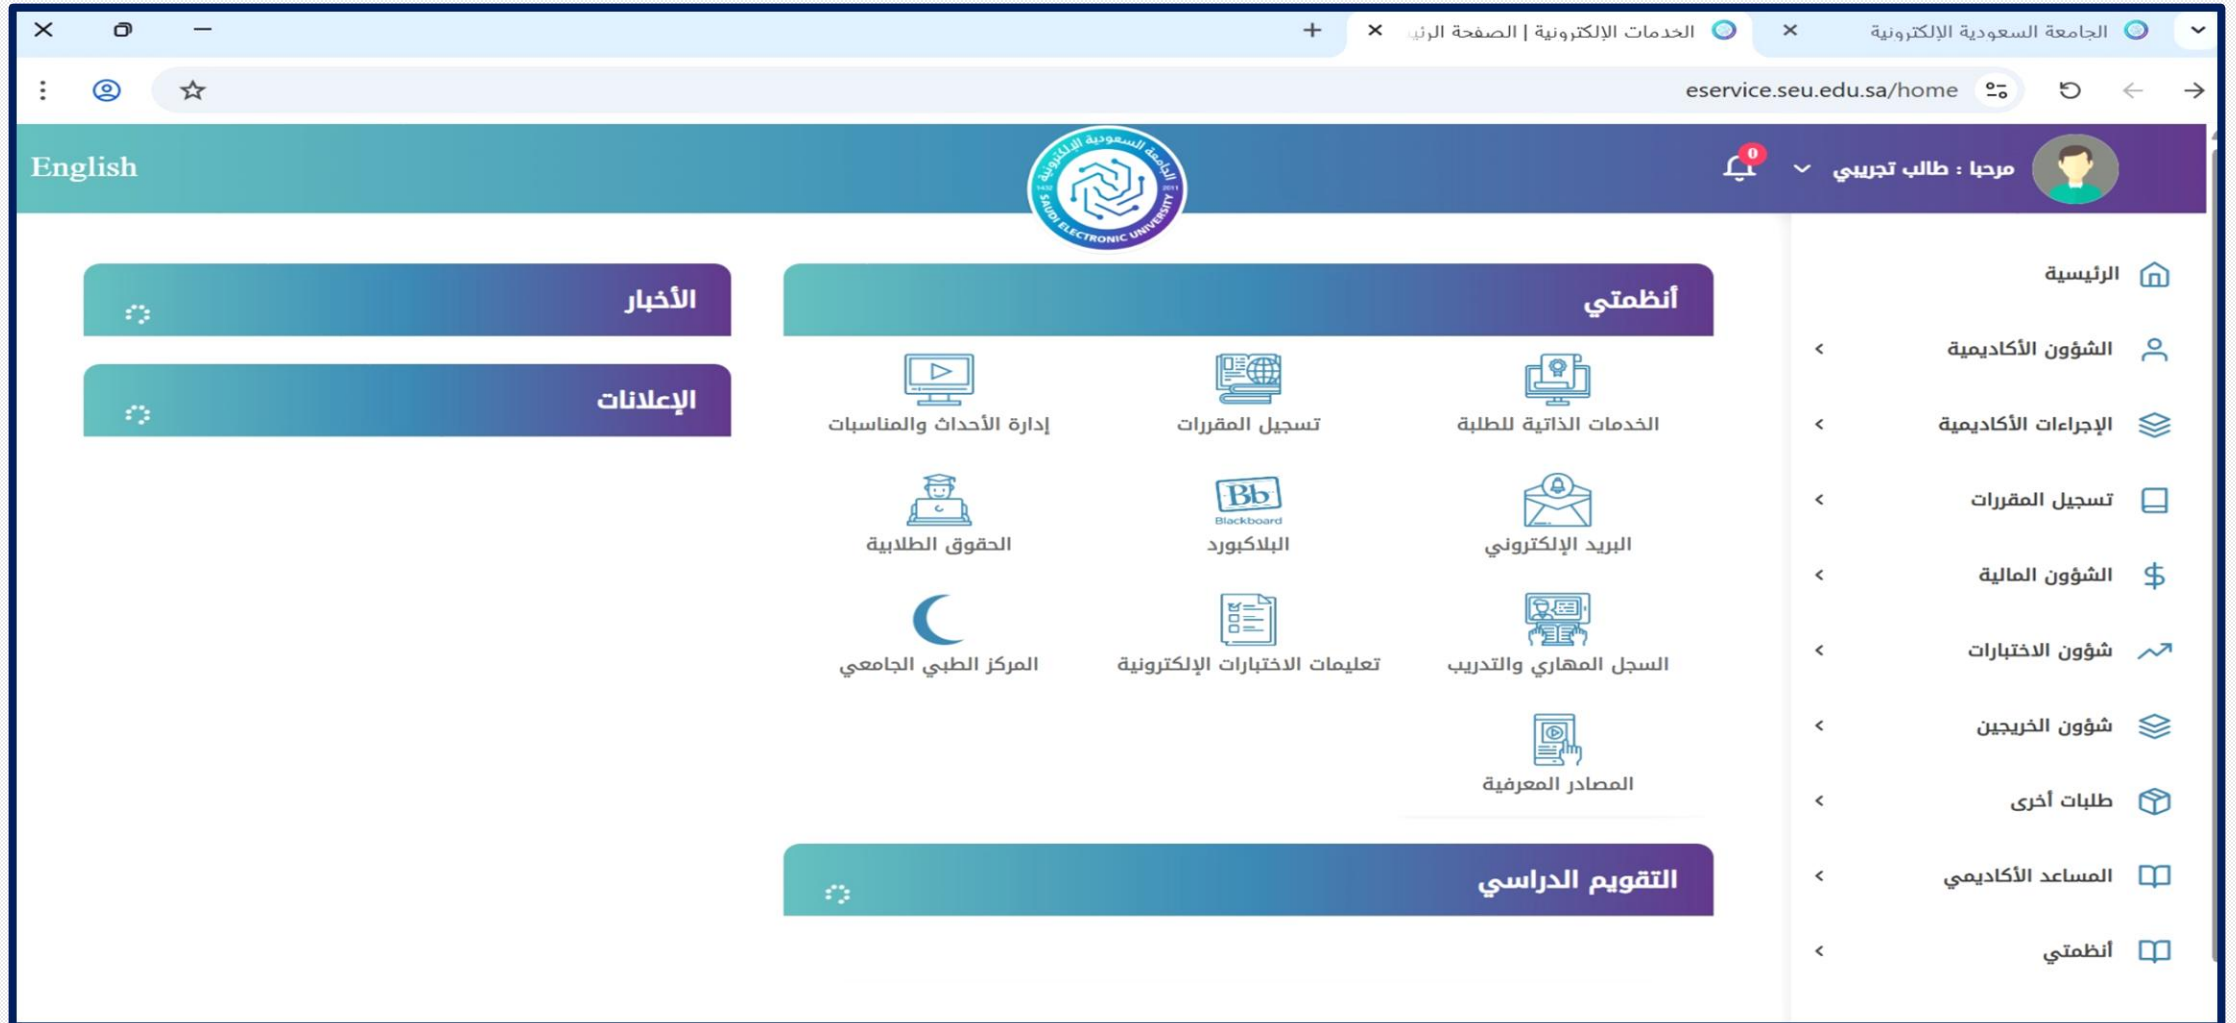 الجامعة السعودية الإلكترونية
الخدمات الإلكترونية | الصفحة الرئي
eservice.seu.edu.sa/home
مرحبا : طالب تجريبي
0
الجامعة السعودية الإلكترونية
1432 2011
SAUDI ELECTRONIC UNIVERSITY
English
الرئيسية
الشؤون الأكاديمية
الإجراءات الأكاديمية
تسجيل المقررات
الشؤون المالية
شؤون الاختبارات
شؤون الخريجين
طلبات أخرى
المساعد الأكاديمي
أنظمتي
أنظمتي
الخدمات الذاتية للطلبة
تسجيل المقررات
إدارة الأحداث والمناسبات
البريد الإلكتروني
Bb
Blackboard
البلاكبورد
الحقوق الطلابية
السجل المهاري والتدريب
تعليمات الاختبارات الإلكترونية
المركز الطبي الجامعي
المصادر المعرفية
التقويم الدراسي
الأخبار
الإعلانات